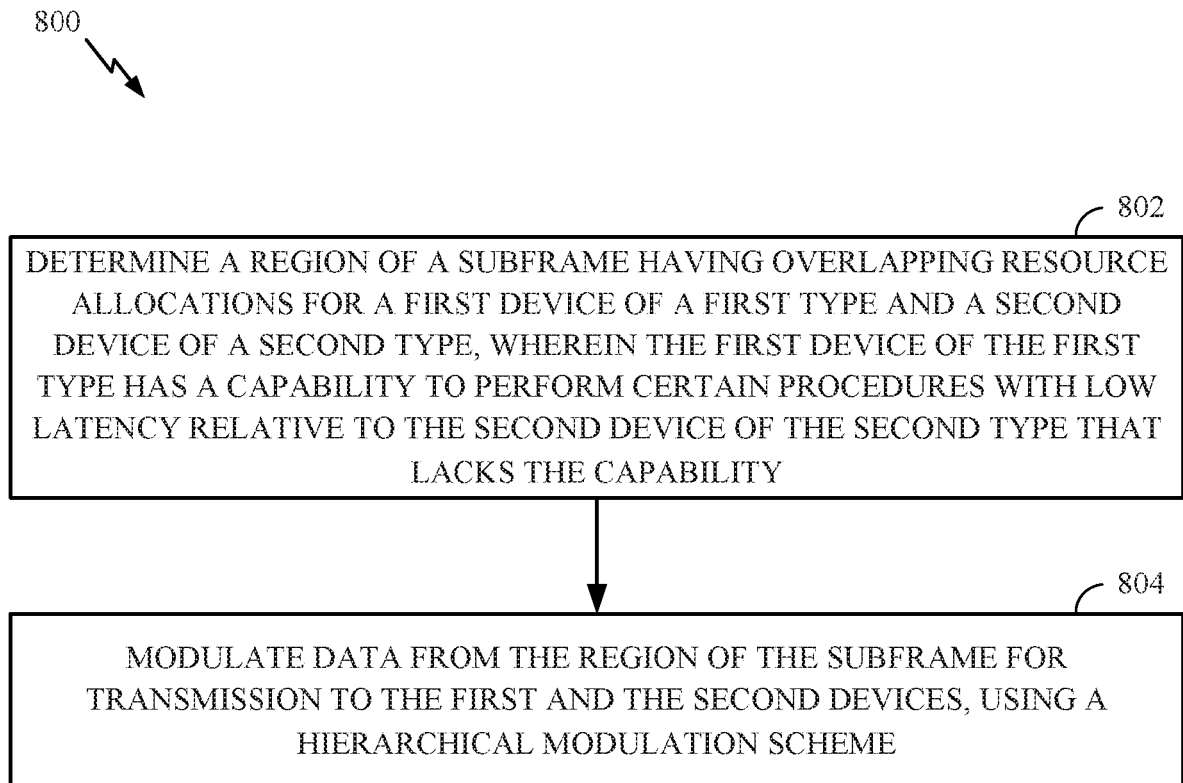 800
802
DETERMINE A REGION OF A SUBFRAME HAVING OVERLAPPING RESOURCE
ALLOCATIONS FOR A FIRST DEVICE OF A FIRST TYPE AND A SECOND
DEVICE OF A SECOND TYPE, WHEREIN THE FIRST DEVICE OF THE FIRST
TYPE HAS A CAPABILITY TO PERFORM CERTAIN PROCEDURES WITH LOW
LATENCY RELATIVE TO THE SECOND DEVICE OF THE SECOND TYPE THAT
LACKS THE CAPABILITY
804
MODULATE DATA FROM THE REGION OF THE SUBFRAME FOR
TRANSMISSION TO THE FIRST AND THE SECOND DEVICES, USING A
HIERARCHICAL MODULATION SCHEME